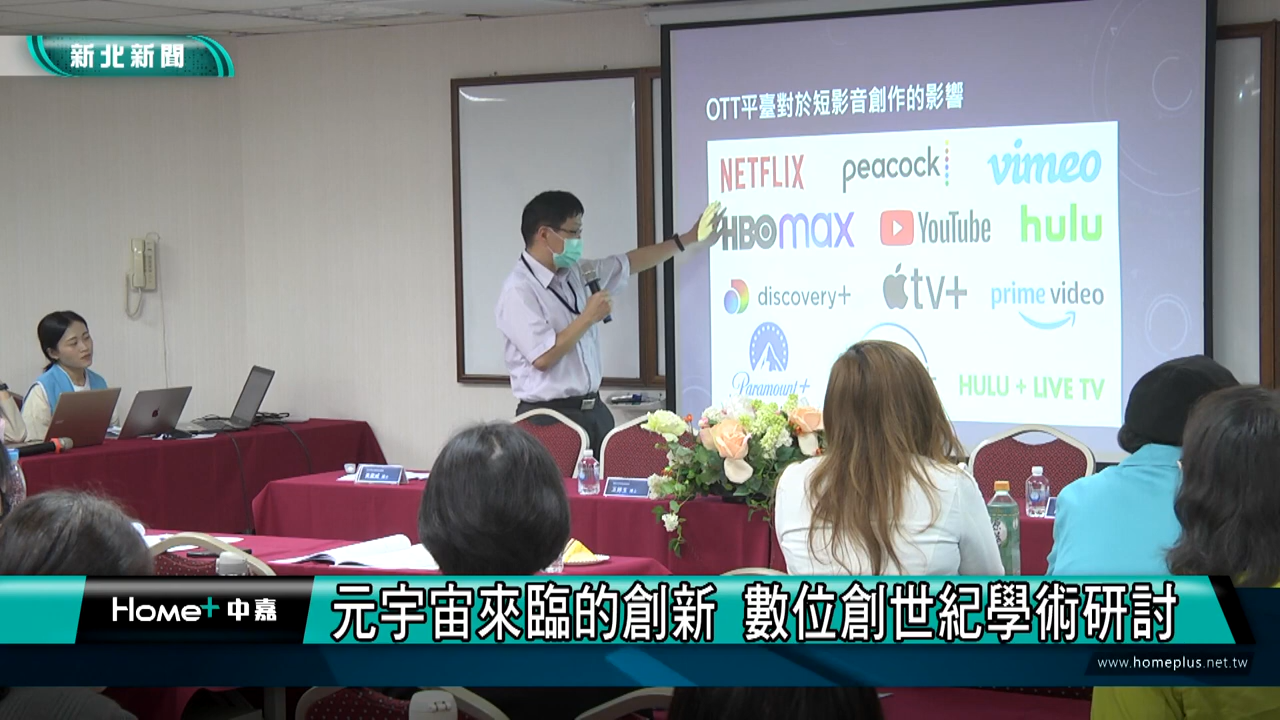 新北新聞
OTT平臺對於短影音創作的影響
NETFLIX
peacock
vimeo
HBOmax
YouTube
hulu
discovery+
tv+
prime video
Paramount+
HULU + LIVE TV
Home+中嘉
元宇宙來臨的創新 數位創世紀學術研討
www.homeplus.net.tw